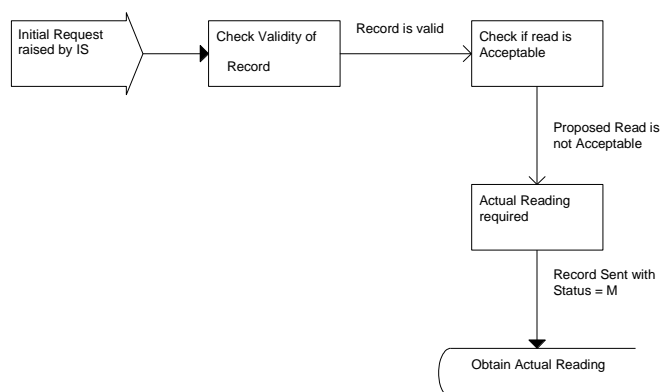 Initial Request
raised by IS
Check Validity of
Record
Record is valid
Check if read is
Acceptable
Proposed Read is
not Acceptable
Actual Reading
required
Record Sent with
Status = M
Obtain Actual Reading